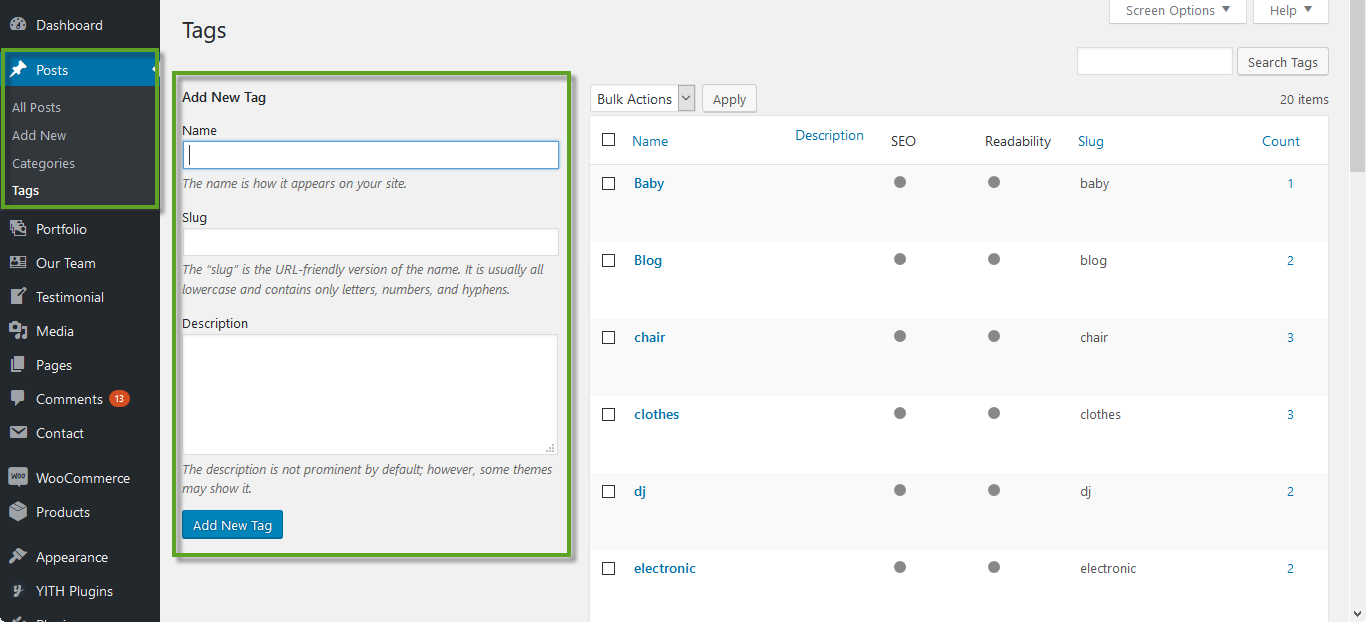 Dashboard
Posts
All Posts
Add New
Categories
Tags
Portfolio
Our Team
Testimonial
Media
Pages
Comments 13
Contact
WooCommerce
Products
Appearance
YITH Plugins
Tags
Screen Options
Help
Search Tags
Add New Tag
Name
The name is how it appears on your site.
Slug
The “slug” is the URL-friendly version of the name. It is usually all
lowercase and contains only letters, numbers, and hyphens.
Description
The description is not prominent by default; however, some themes
may show it.
Add New Tag
Bulk Actions Apply 20 items
Name Description SEO Readability Slug Count
Baby baby 1
Blog blog 2
chair chair 3
clothes clothes 3
dj dj 2
electronic electronic 2